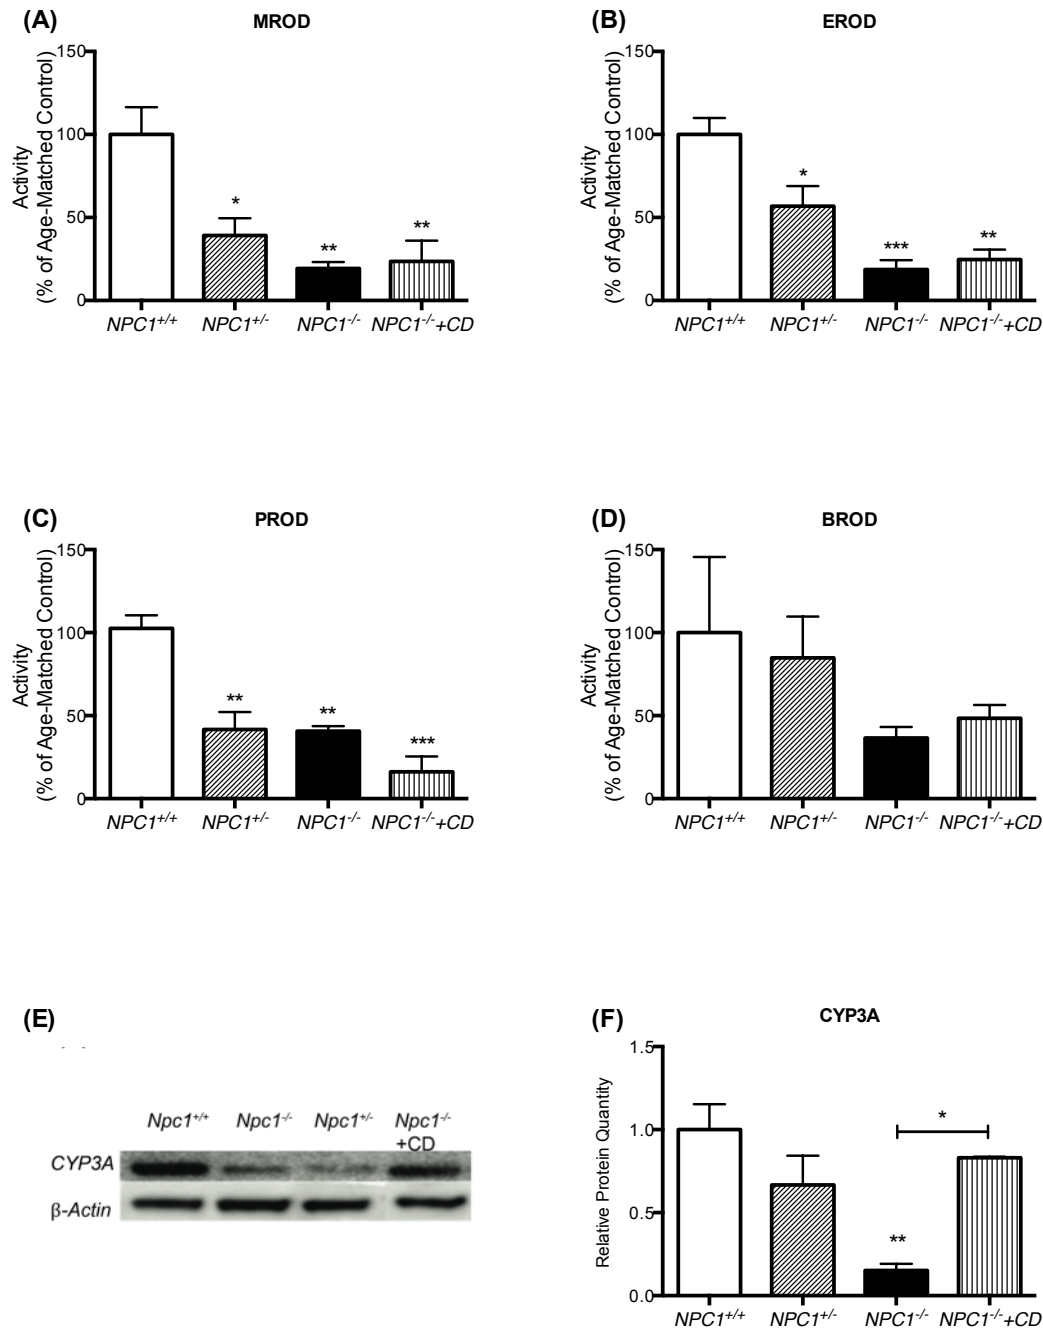 (A)
MROD
Activity
(% of Age-Matched Control)
150
100
50
0
*
**
**
NPC1+/+
NPC1+/-
NPC1-/-
NPC1-/-+CD
(B)
EROD
Activity
(% of Age-Matched Control)
150
100
50
0
*
***
**
NPC1+/+
NPC1+/-
NPC1-/-
NPC1-/-+CD
(C)
PROD
Activity
(% of Age-Matched Control)
150
100
50
0
**
**
***
NPC1+/+
NPC1+/-
NPC1-/-
NPC1-/-+CD
(D)
BROD
Activity
(% of Age-Matched Control)
150
100
50
0
NPC1+/+
NPC1+/-
NPC1-/-
NPC1-/-+CD
(E)
Npc1+/+ Npc1-/- Npc1+/- Npc1-/-
+CD
CYP3A
β-Actin
(F)
CYP3A
Relative Protein Quantity
1.5
1.0
0.5
0.0
**
*
NPC1+/+
NPC1+/-
NPC1-/-
NPC1-/-+CD